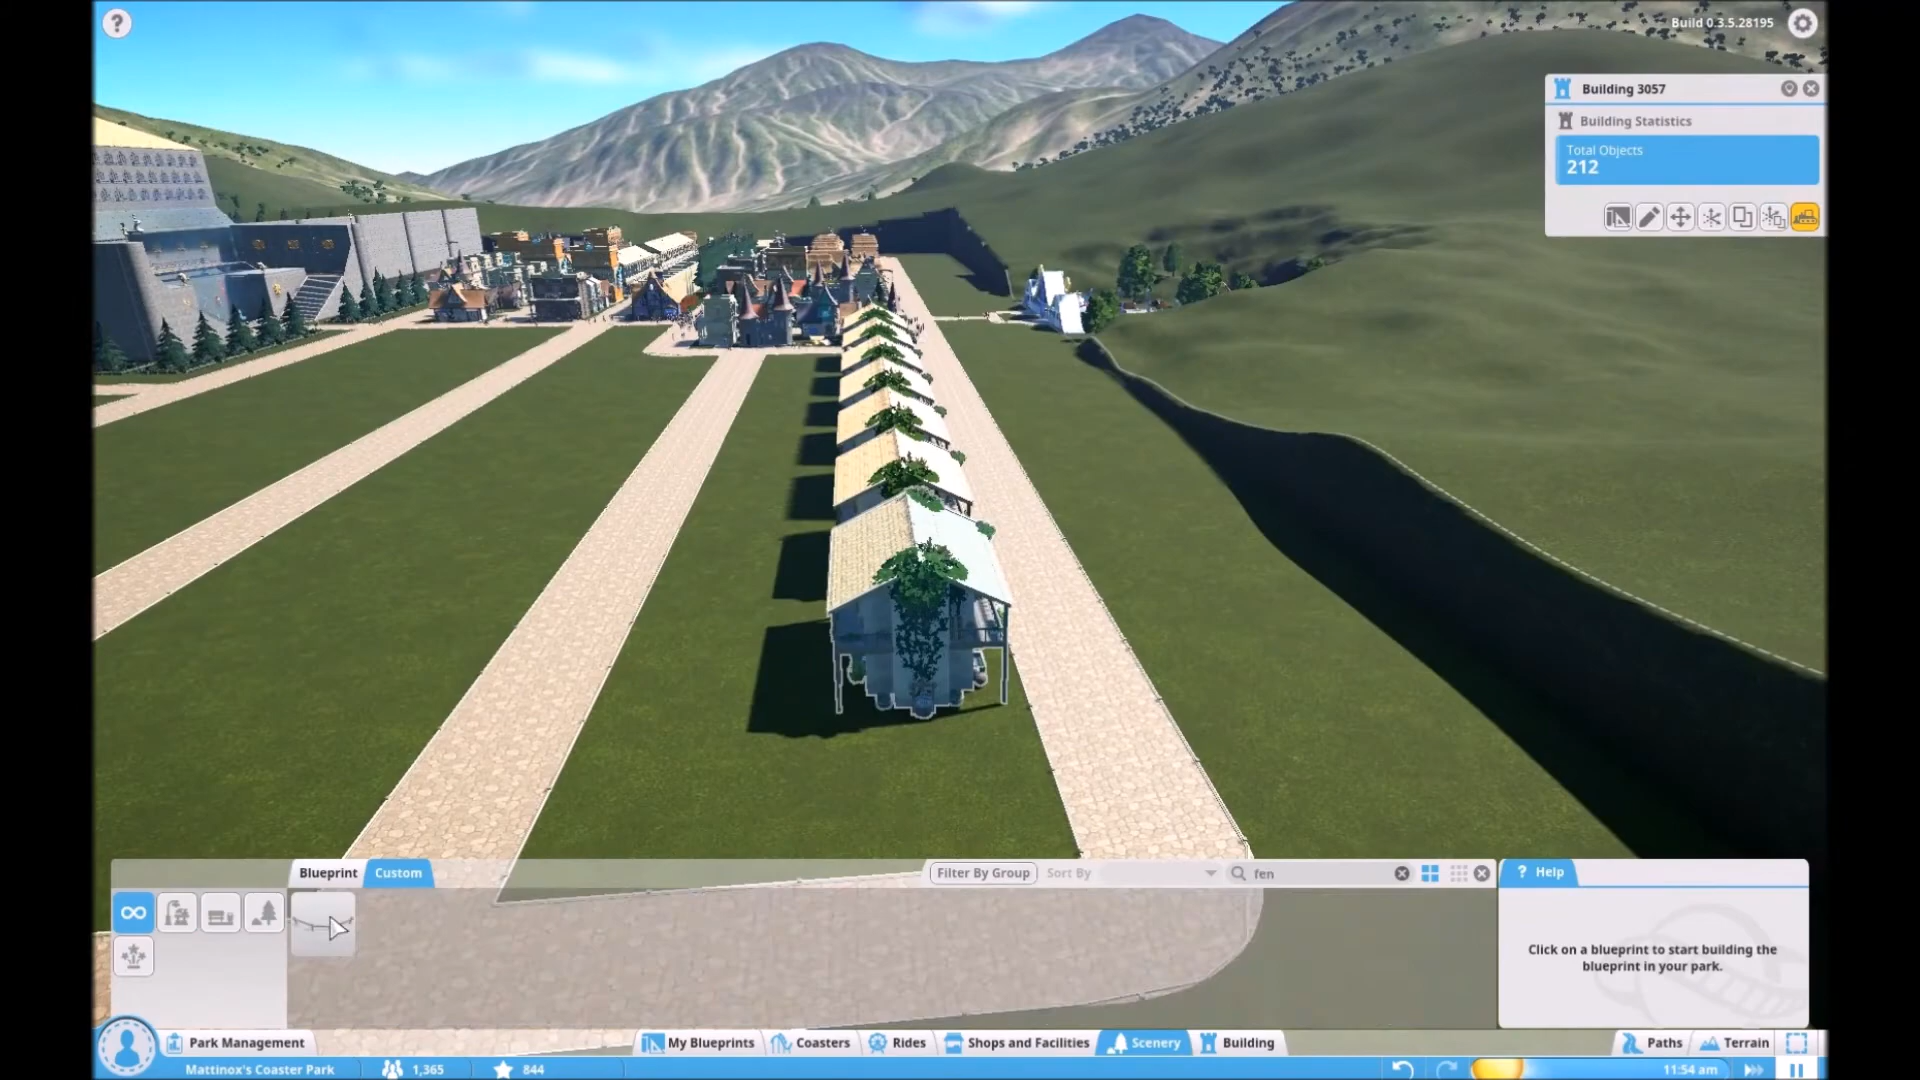 ?
Build 0.3.5.28195
Building 3057
Building Statistics
Total Objects
212
Blueprint
Custom
Filter By Group
Sort By
fen
? Help
Click on a blueprint to start building the
blueprint in your park.
Park Management
My Blueprints
Coasters
Rides
Shops and Facilities
Scenery
Building
Paths
Terrain
Mattinox's Coaster Park
1,365
844
11:54 am